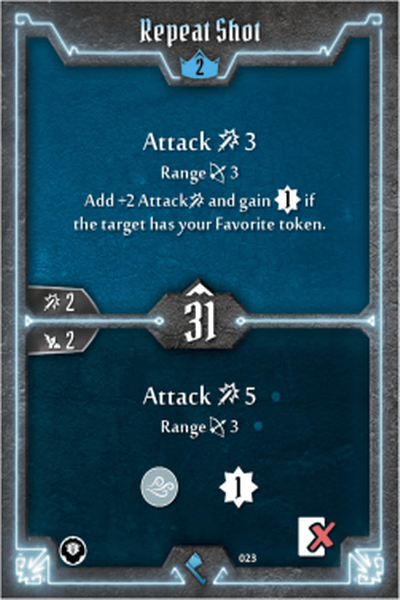 Repeat Shot
2
Attack 3
Range 3
Add +2 Attack and gain 1 if
the target has your Favorite token.
2
31
2
Attack 5
Range 3
1
023